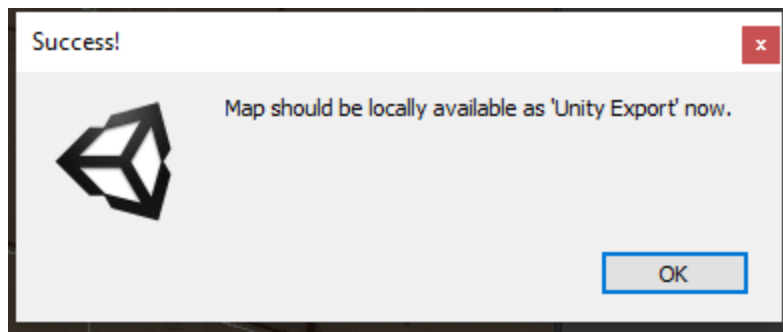 Success!
x
Map should be locally available as 'Unity Export' now.
OK